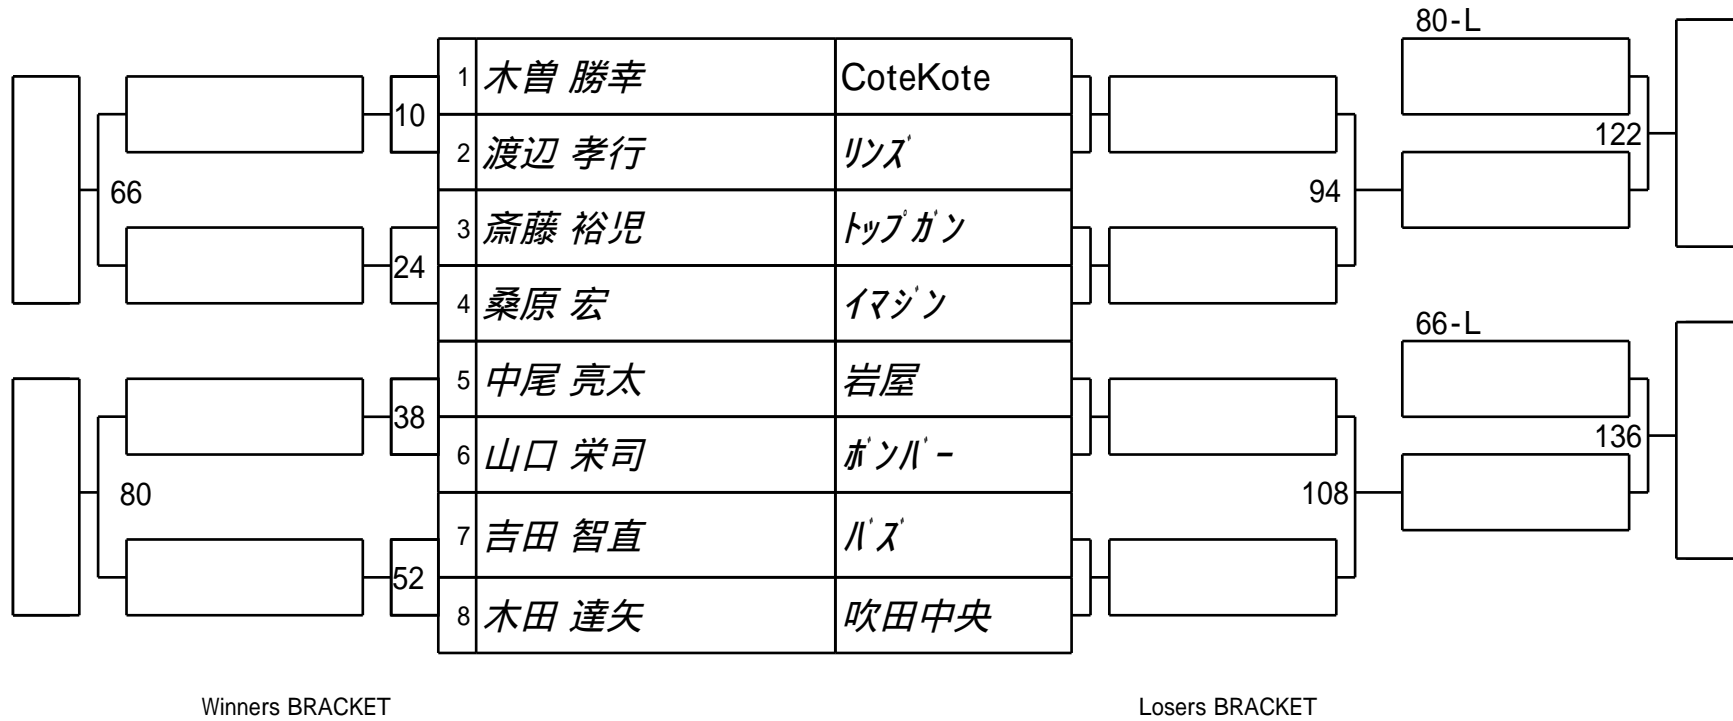 80-L
1 木曽 勝幸 CoteKote
10
2 渡辺 孝行 ﾘﾝｽﾞ
122
66
94
3 斎藤 裕児 ﾄｯﾌﾟｶﾞﾝ
24
4 桑原 宏 ｲﾏｼﾞﾝ
66-L
5 中尾 亮太 岩屋
38
6 山口 栄司 ﾎﾞﾝﾊﾞｰ
136
80
108
7 吉田 智直 ﾊﾞｽﾞ
52
8 木田 達矢 吹田中央
Winners BRACKET
Losers BRACKET